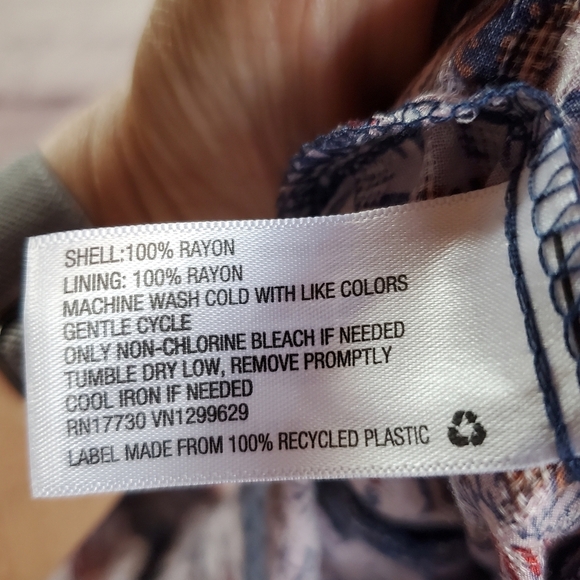 SHELL:100% RAYON
LINING: 100% RAYON
MACHINE WASH COLD WITH LIKE COLORS
GENTLE CYCLE
ONLY NON-CHLORINE BLEACH IF NEEDED
TUMBLE DRY LOW, REMOVE PROMPTLY
COOL IRON IF NEEDED
RN17730 VN1299629
LABEL MADE FROM 100% RECYCLED PLASTIC